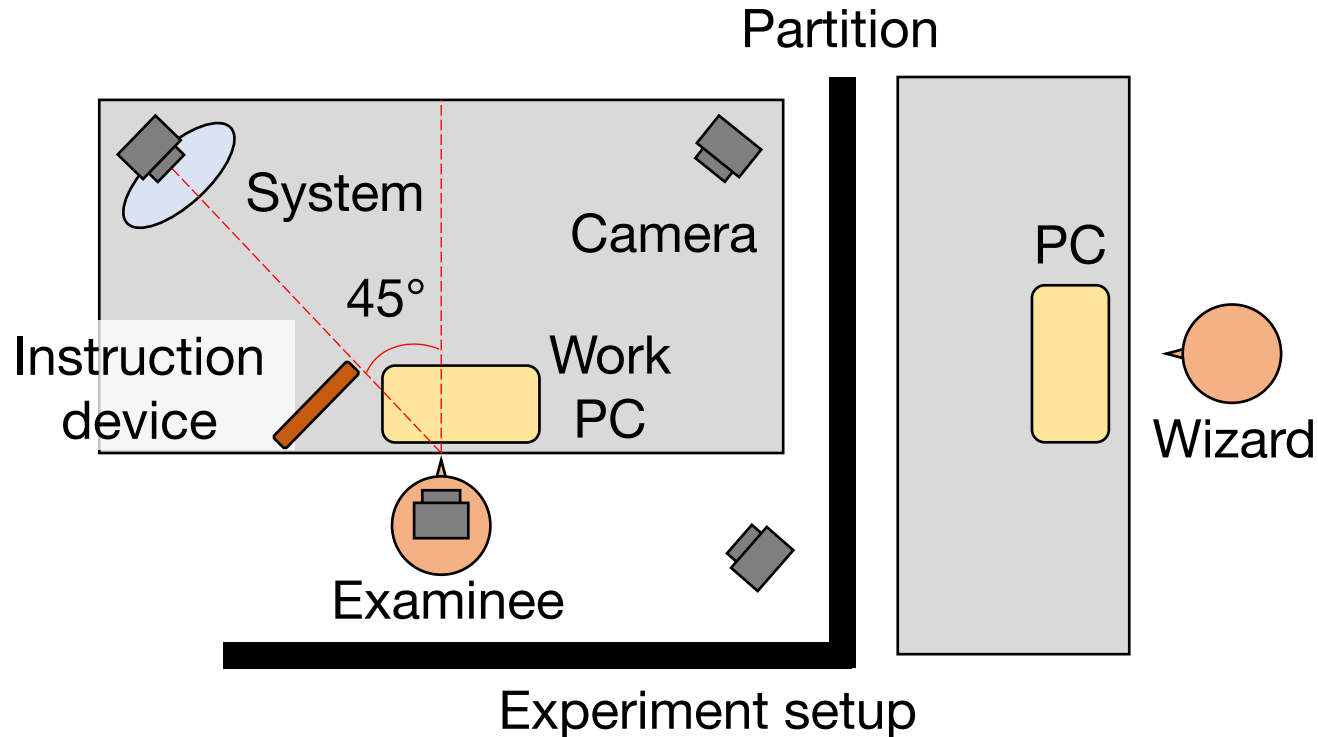 Partition
System
Camera
45°
PC
Instruction
device
Work
PC
Wizard
Examinee
Experiment setup